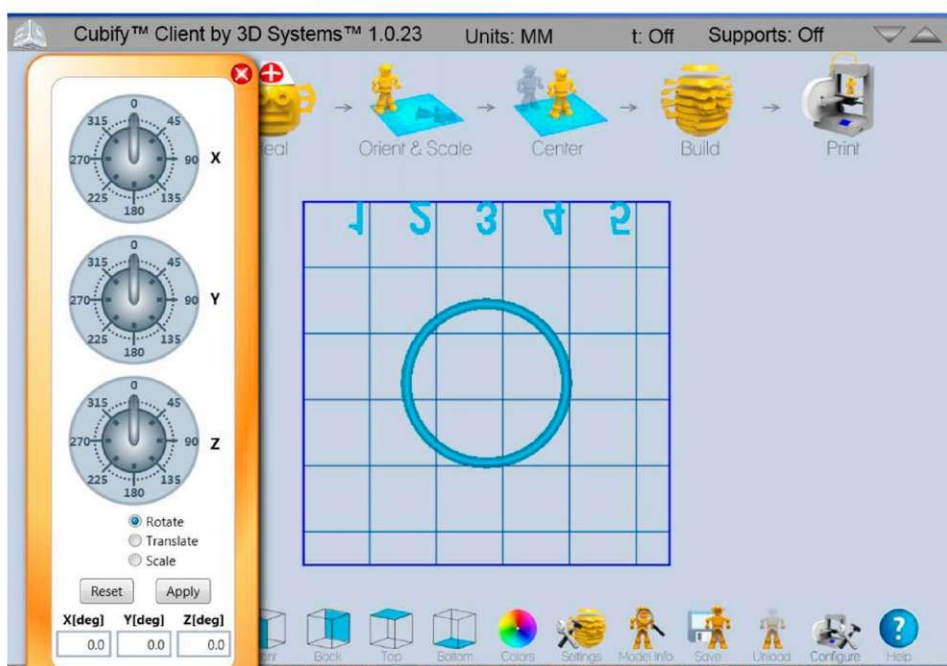 Cubify™ Client by 3D Systems™ 1.0.23 Units: MM t: Off Supports: Off
Heal Orient & Scale Center Build Print
0
315 45
270 90 X
225 135
180
0
315 45
270 90 Y
225 135
180
0
315 45
270 90 Z
225 135
180
Rotate
Translate
Scale
Reset Apply
X[deg] Y[deg] Z[deg]
0.0 0.0 0.0
1 2 3 4 5
Back Top Bottom Colors Settings Model Info Save Unload Configure Help